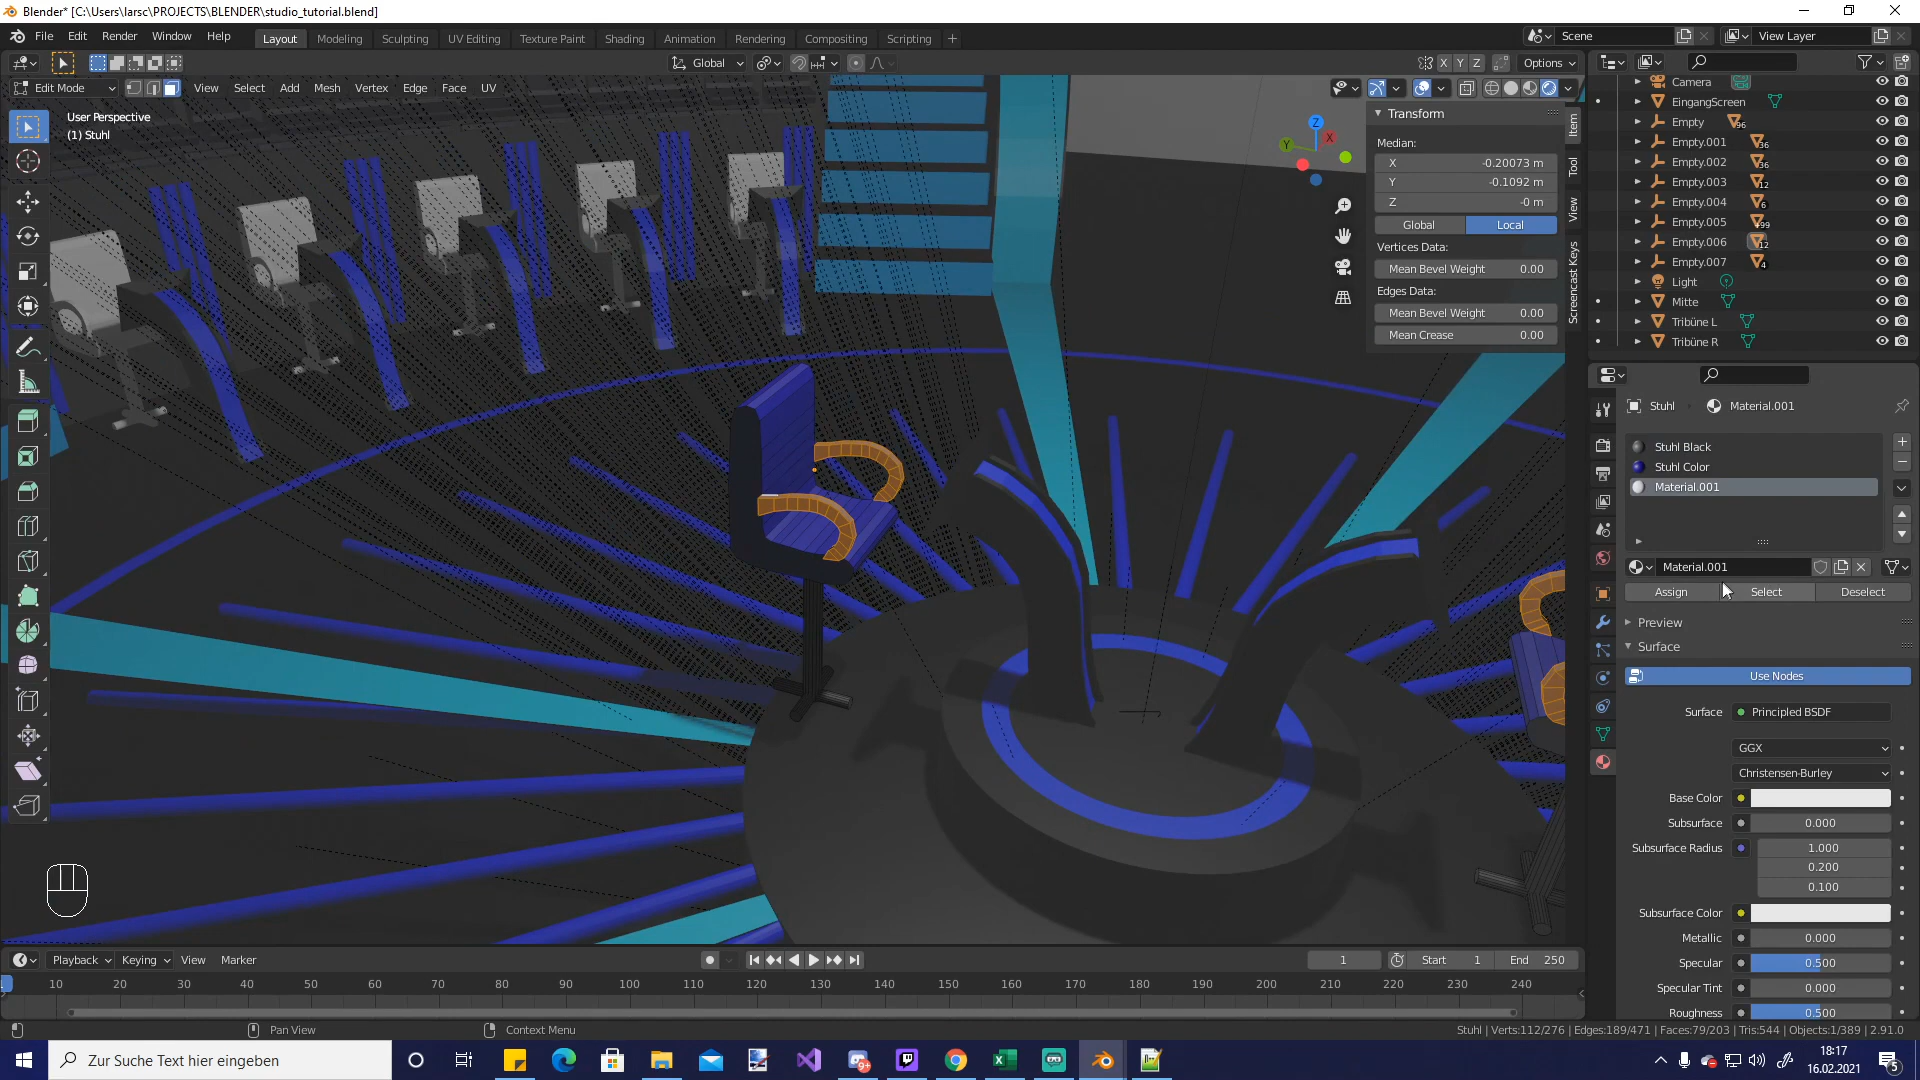 Blender* [C:\Users\larsc\PROJECTS\BLENDER\studio_tutorial.blend]
File Edit Render Window Help Layout Modeling Sculpting UV Editing Texture Paint Shading Animation Rendering Compositing Scripting + Scene View Layer
Global X Y Z Options
Edit Mode View Select Add Mesh Vertex Edge Face UV
User Perspective
(1) Stuhl
Z
X
Y
Transform
Median:
X -0.20073 m
Y -0.1092 m
Z -0 m
Global Local
Vertices Data:
Mean Bevel Weight 0.00
Edges Data:
Mean Bevel Weight 0.00
Mean Crease 0.00
Item
Tool
View
Screencast Keys
Camera
EingangScreen
Empty 96
Empty.001 36
Empty.002 36
Empty.003 12
Empty.004 6
Empty.005 99
Empty.006 12
Empty.007 4
Light
Mitte
Tribüne L
Tribüne R
Stuhl Material.001
Stuhl Black
Stuhl Color
Material.001
Material.001
Assign Select Deselect
Preview
Surface
Use Nodes
Surface Principled BSDF
GGX
Christensen-Burley
Base Color
Subsurface 0.000
Subsurface Radius 1.000
0.200
0.100
Subsurface Color
Metallic 0.000
Specular 0.500
Specular Tint 0.000
Roughness 0.500
Playback Keying View Marker 1 Start 1 End 250
10 20 30 40 50 60 70 80 90 100 110 120 130 140 150 160 170 180 190 200 210 220 230 240
Pan View Context Menu Stuhl | Verts:112/276 | Edges:189/471 | Faces:79/203 | Tris:544 | Objects:1/389 | 2.91.0
Zur Suche Text hier eingeben
9+
18:17
16.02.2021
5